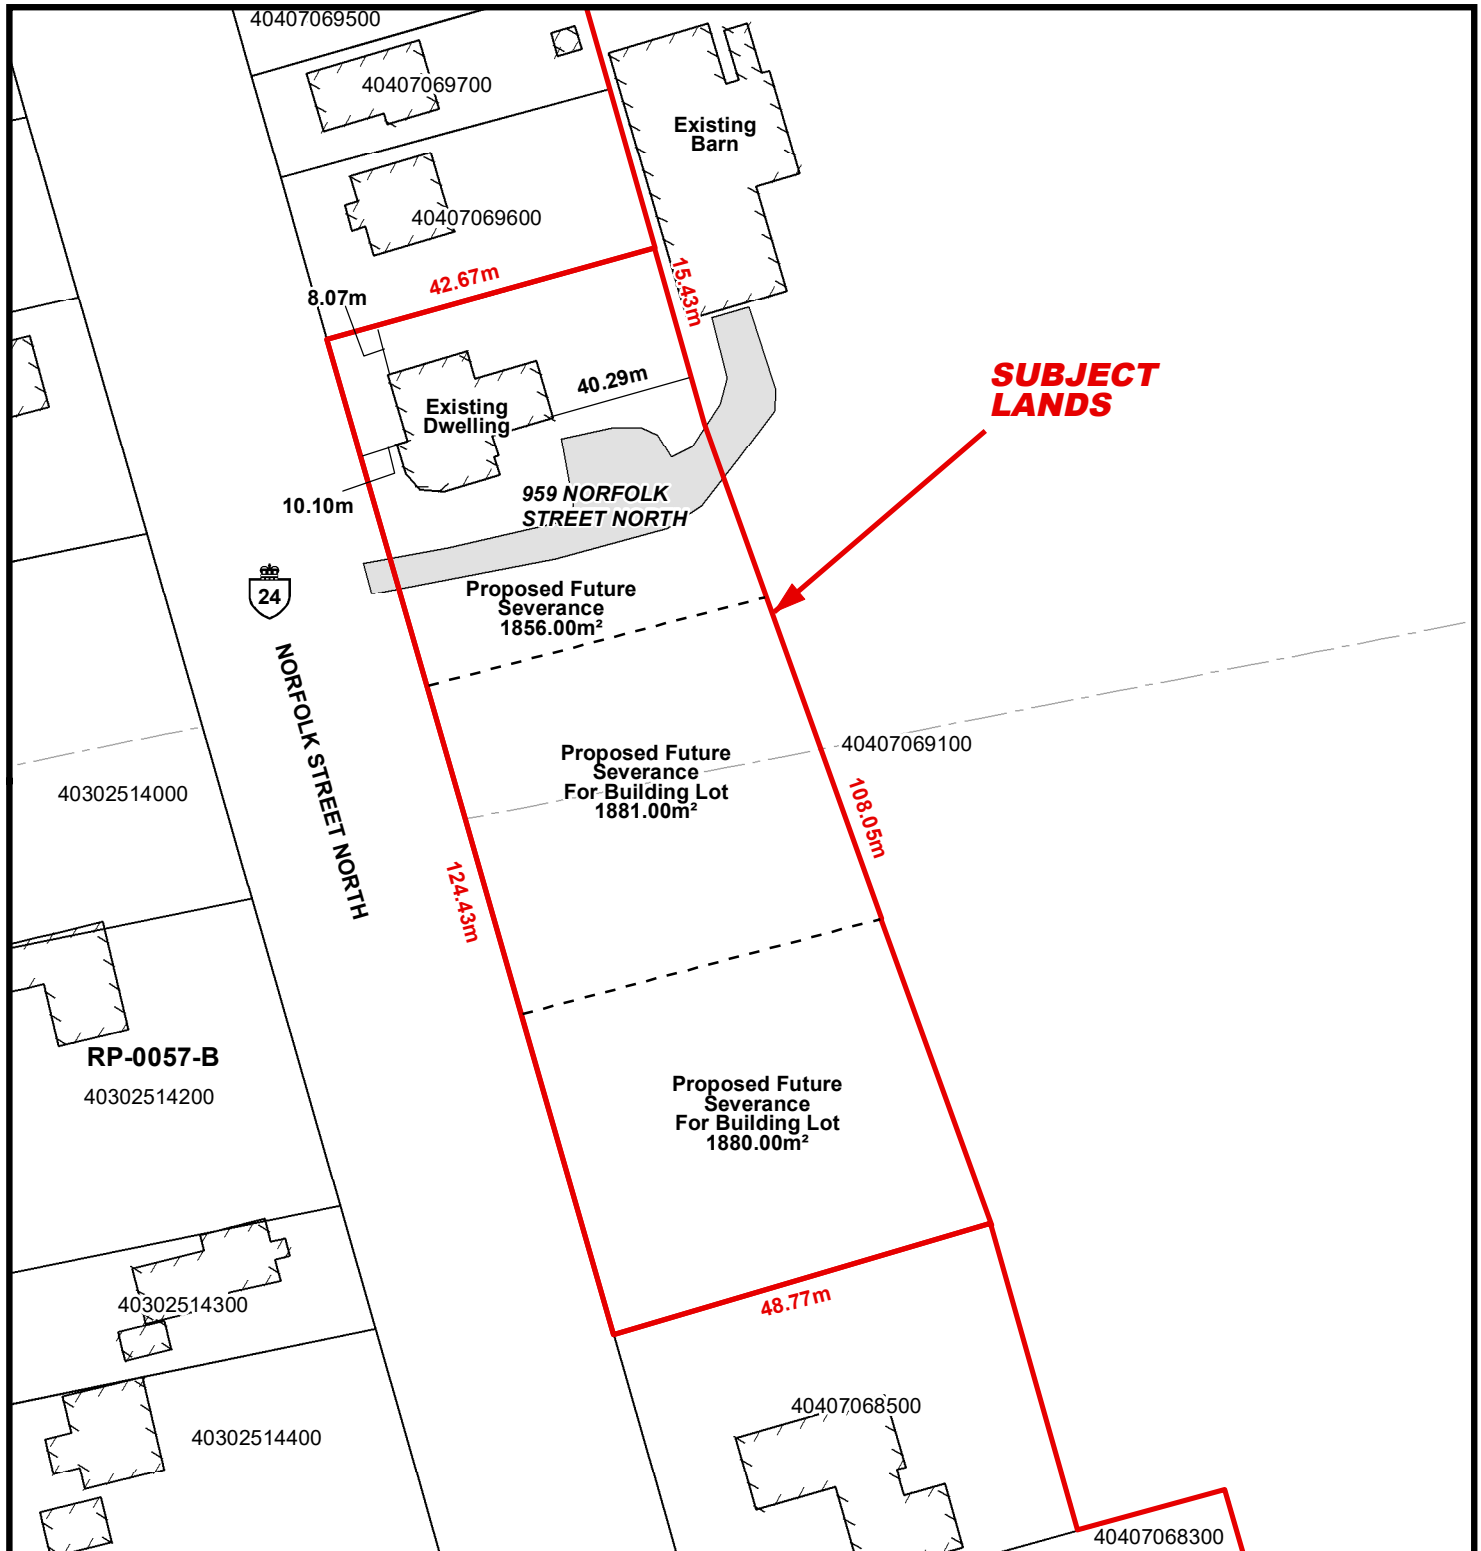 40407069500
40407069700
Existing
Barn
40407069600
42.67m
15.43m
8.07m
SUBJECT
LANDS
40.29m
Existing
Dwelling
10.10m
959 NORFOLK
STREET NORTH
24
Proposed Future
Severance
1856.00m²
NORFOLK STREET NORTH
40407069100
Proposed Future
Severance
For Building Lot
1881.00m²
40302514000
108.05m
124.43m
RP-0057-B
40302514200
Proposed Future
Severance
For Building Lot
1880.00m²
48.77m
40302514300
40407068500
40302514400
40407068300